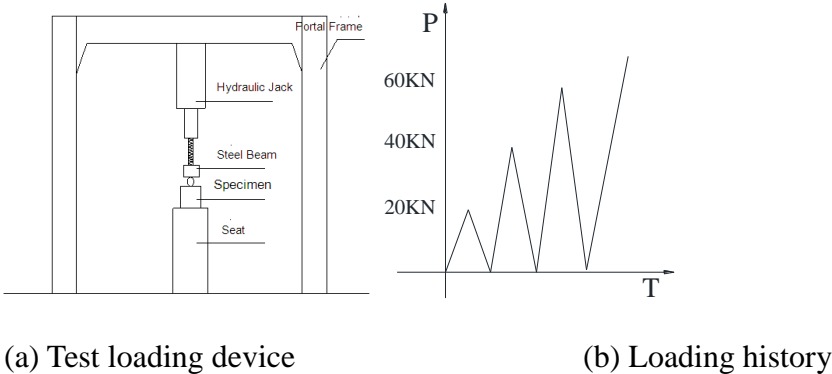 Portal Frame
Hydraulic Jack
Steel Beam
Specimen
Seat
P
60KN
40KN
20KN
T
(a) Test loading device
(b) Loading history